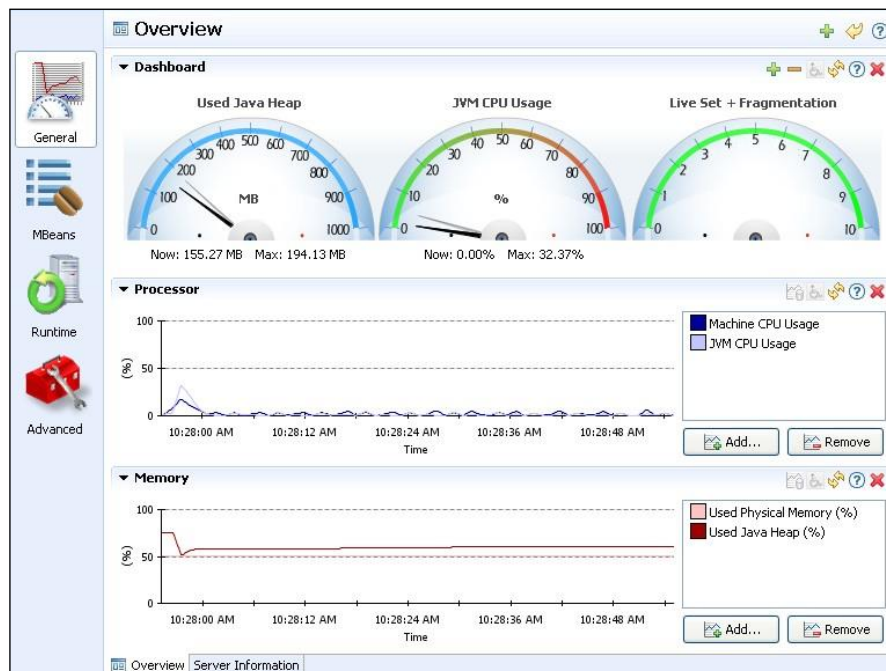 Overview
General
MBeans
Runtime
Advanced
Dashboard
Used Java Heap
0 100 200 300 400 500 600 700 800 900 1000
MB
Now: 155.27 MB Max: 194.13 MB
JVM CPU Usage
0 10 20 30 40 50 60 70 80 90 100
%
Now: 0.00% Max: 32.37%
Live Set + Fragmentation
0 1 2 3 4 5 6 7 8 9 10
Processor
100
50
0
(%)
10:28:00 AM 10:28:12 AM 10:28:24 AM 10:28:36 AM 10:28:48 AM
Time
Machine CPU Usage
JVM CPU Usage
Add... Remove
Memory
100
50
0
(%)
10:28:00 AM 10:28:12 AM 10:28:24 AM 10:28:36 AM 10:28:48 AM
Time
Used Physical Memory (%)
Used Java Heap (%)
Add... Remove
Overview Server Information